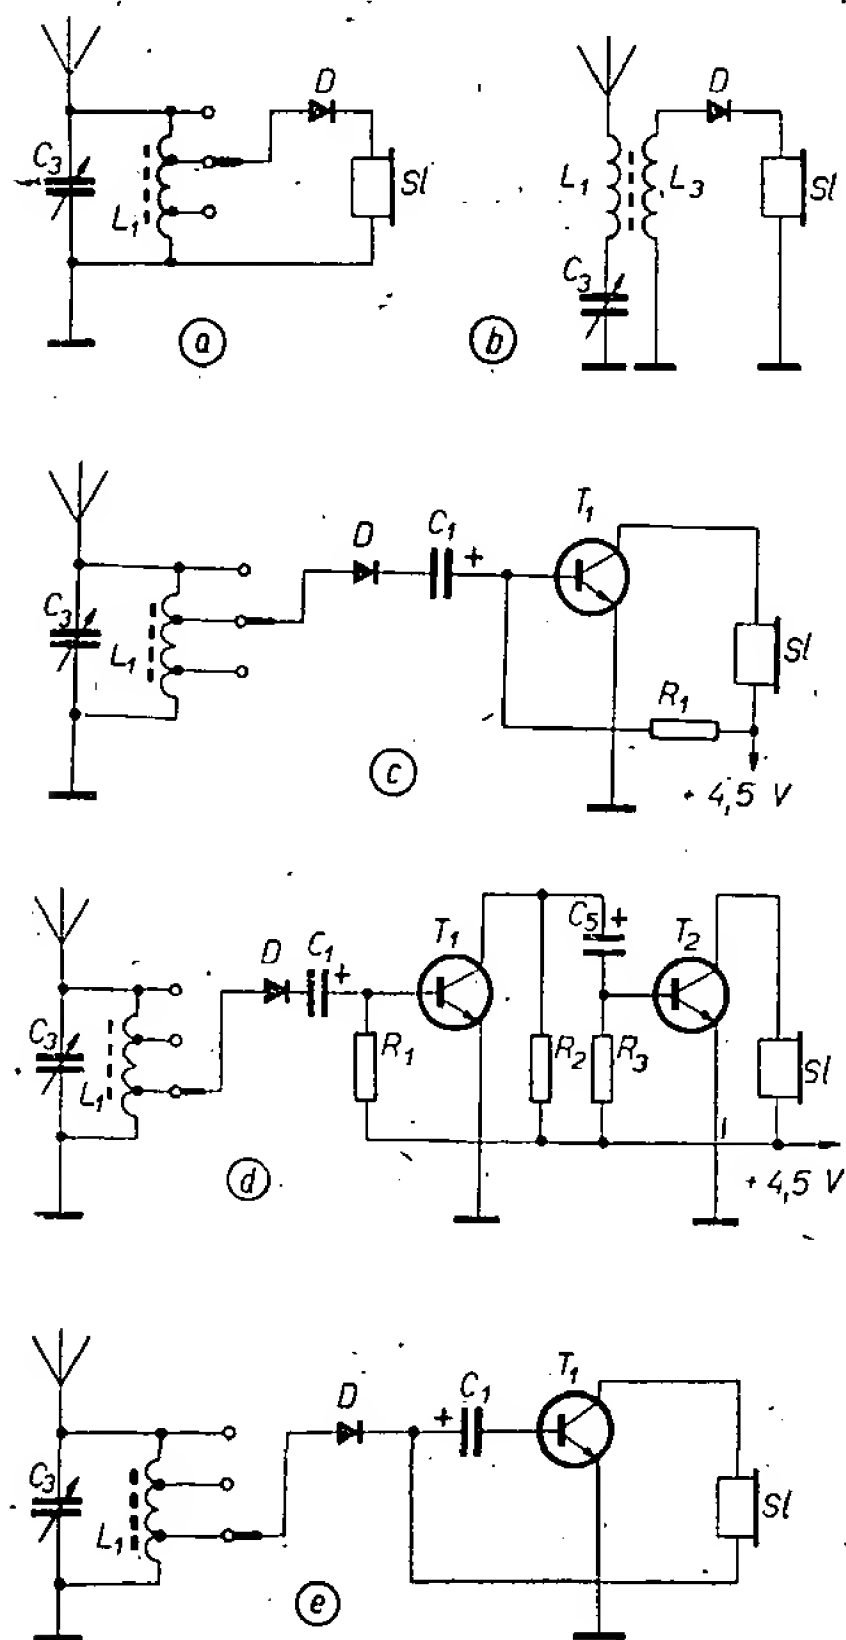 D
C3
L1
Sl
a
D
L1
L3
C3
Sl
b
C3
L1
D
C1
+
T1
Sl
R1
+ 4,5 V
c
C3
L1
D
C1
+
R1
T1
C5
+
R2
R3
T2
Sl
+ 4,5 V
d
C3
L1
D
+
C1
T1
Sl
e